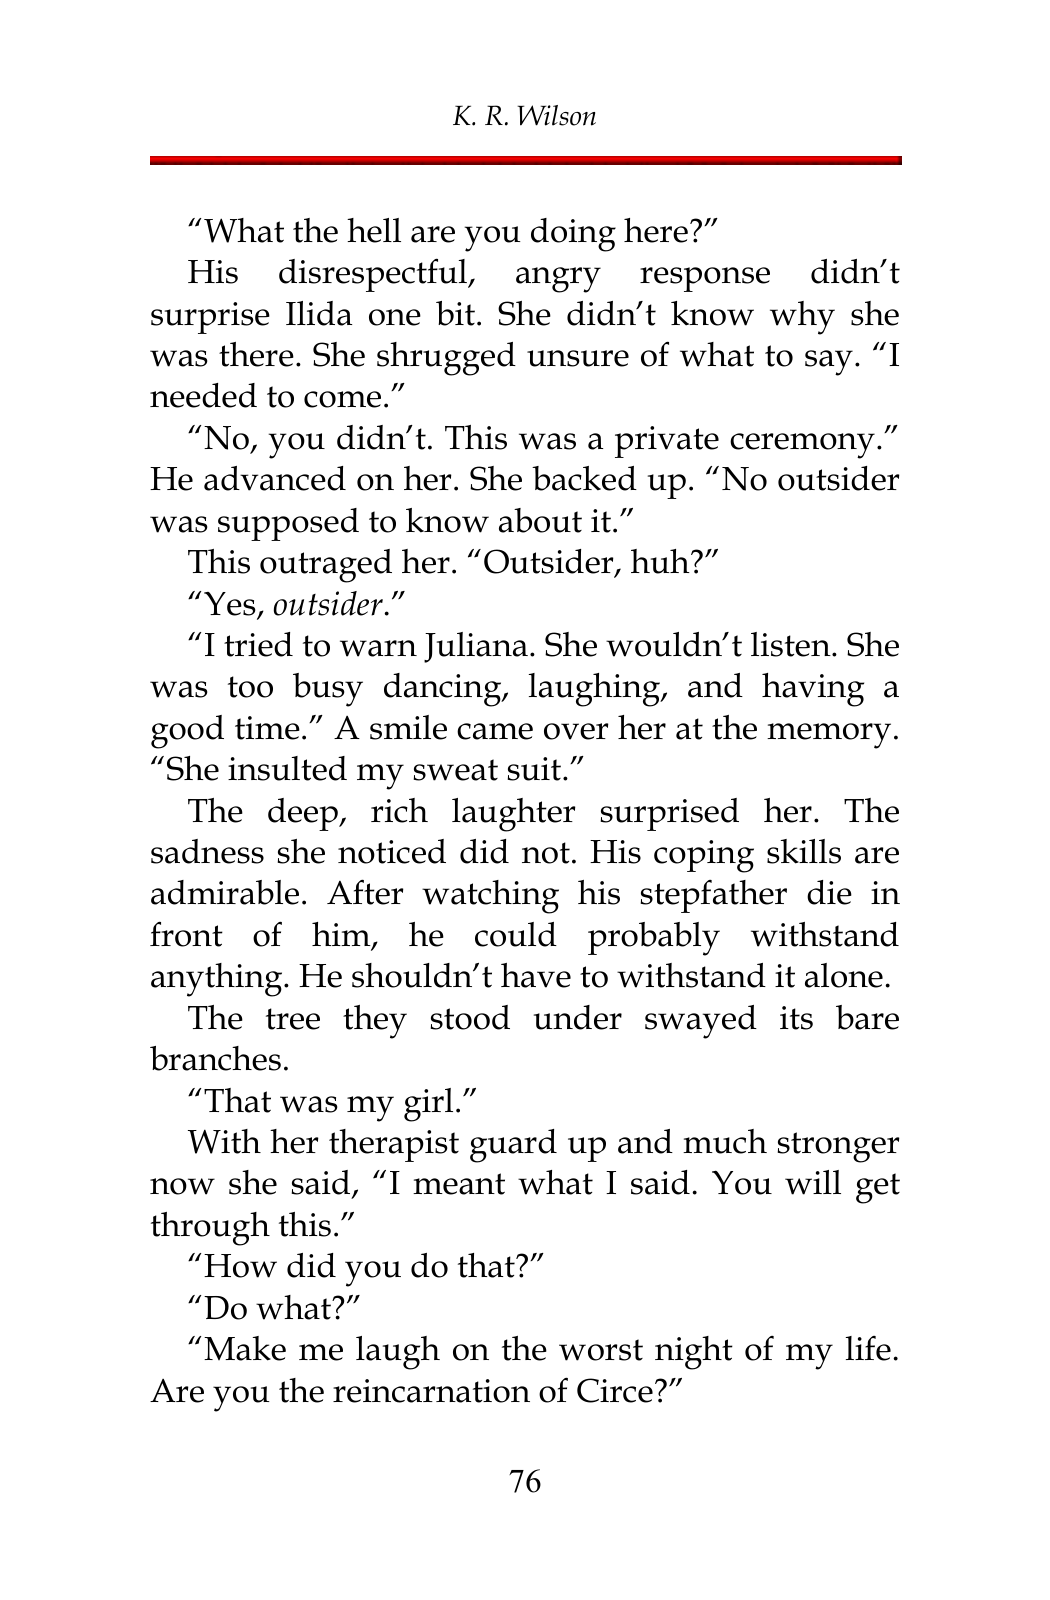 K. R. Wilson
“What the hell are you doing here?”
His disrespectful, angry response didn’t
surprise Ilida one bit. She didn’t know why she
was there. She shrugged unsure of what to say. “I
needed to come.”
“No, you didn’t. This was a private ceremony.”
He advanced on her. She backed up. “No outsider
was supposed to know about it.”
This outraged her. “Outsider, huh?”
“Yes, outsider.”
“I tried to warn Juliana. She wouldn’t listen. She
was too busy dancing, laughing, and having a
good time.” A smile came over her at the memory.
“She insulted my sweat suit.”
The deep, rich laughter surprised her. The
sadness she noticed did not. His coping skills are
admirable. After watching his stepfather die in
front of him, he could probably withstand
anything. He shouldn’t have to withstand it alone.
The tree they stood under swayed its bare
branches.
“That was my girl.”
With her therapist guard up and much stronger
now she said, “I meant what I said. You will get
through this.”
“How did you do that?”
“Do what?”
“Make me laugh on the worst night of my life.
Are you the reincarnation of Circe?”
76